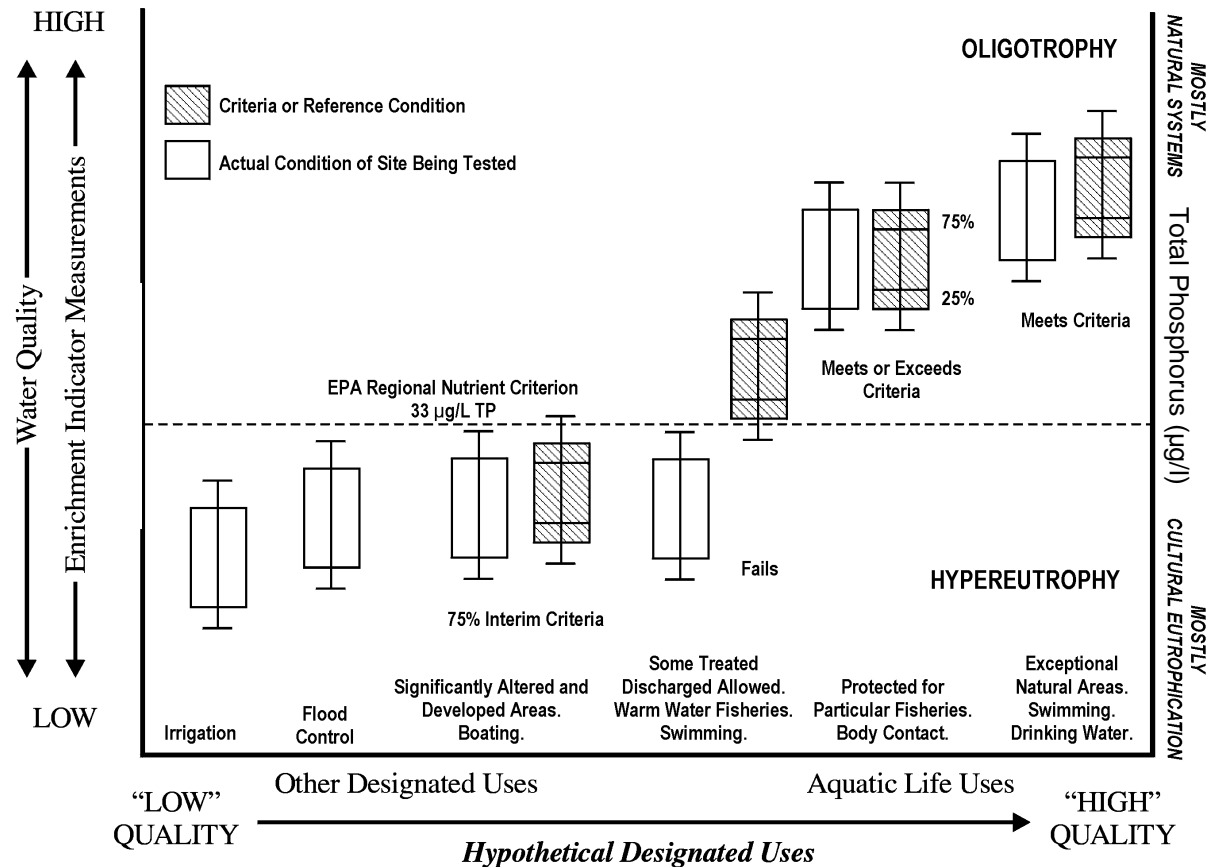 HIGH
LOW
Water Quality
Enrichment Indicator Measurements
Criteria or Reference Condition
Actual Condition of Site Being Tested
OLIGOTROPHY
MOSTLY
NATURAL SYSTEMS
Total Phosphorus (µg/l)
MOSTLY
CULTURAL EUTROPHICATION
75%
25%
Meets Criteria
Meets or Exceeds
Criteria
EPA Regional Nutrient Criterion
33 µg/L TP
Fails
HYPEREUTROPHY
75% Interim Criteria
Irrigation
Flood
Control
Significantly Altered and
Developed Areas.
Boating.
Some Treated
Discharged Allowed.
Warm Water Fisheries.
Swimming.
Protected for
Particular Fisheries.
Body Contact.
Exceptional
Natural Areas.
Swimming.
Drinking Water.
Other Designated Uses
Aquatic Life Uses
“LOW”
QUALITY
“HIGH”
QUALITY
Hypothetical Designated Uses